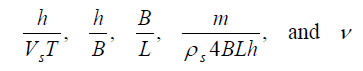 h/(V_s T), h/B, B/L, m/(ρ_s 4BLh), and ν